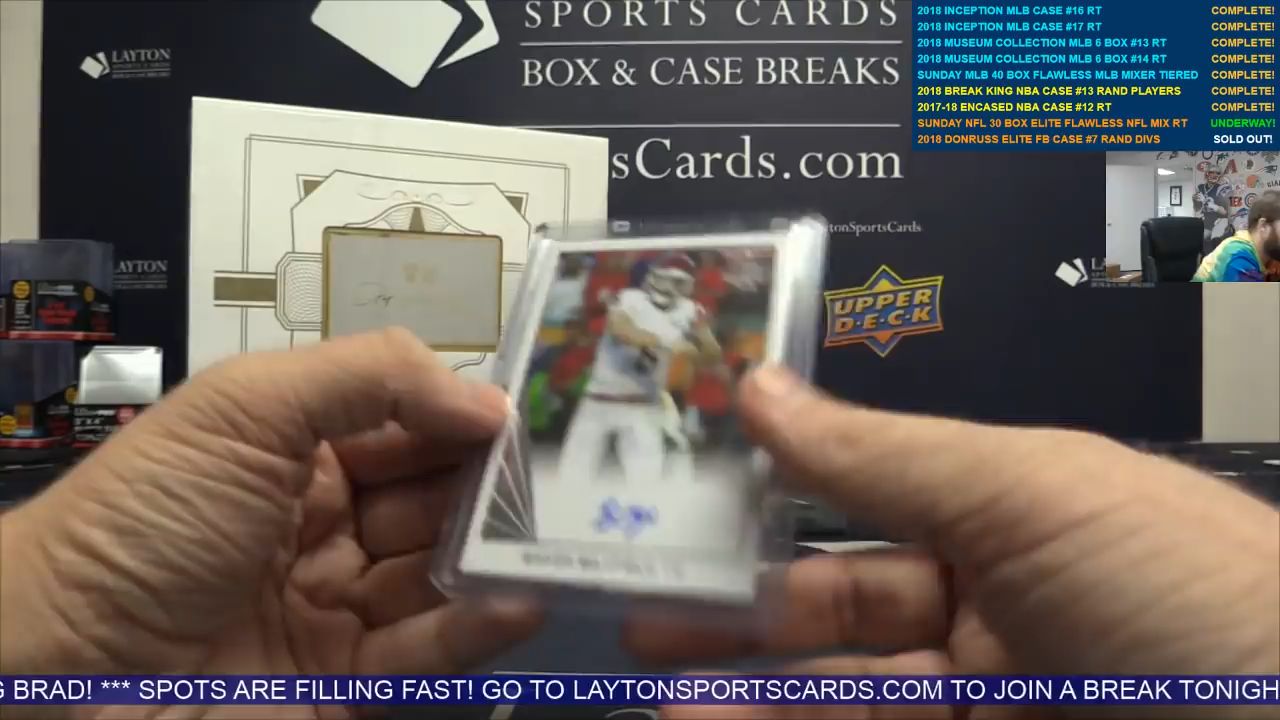 SPORTS CARDS
BOX & CASE BREAKS
sCards.com
LAYTON
LAYTON
tonSportsCards
UPPER
D·E·C·K
2018 INCEPTION MLB CASE #16 RT COMPLETE!
2018 INCEPTION MLB CASE #17 RT COMPLETE!
2018 MUSEUM COLLECTION MLB 6 BOX #13 RT COMPLETE!
2018 MUSEUM COLLECTION MLB 6 BOX #14 RT COMPLETE!
SUNDAY MLB 40 BOX FLAWLESS MLB MIXER TIERED COMPLETE!
2018 BREAK KING NBA CASE #13 RAND PLAYERS COMPLETE!
2017-18 ENCASED NBA CASE #12 RT COMPLETE!
SUNDAY NFL 30 BOX ELITE FLAWLESS NFL MIX RT UNDERWAY!
2018 DONRUSS ELITE FB CASE #7 RAND DIVS SOLD OUT!
G BRAD! *** SPOTS ARE FILLING FAST! GO TO LAYTONSPORTSCARDS.COM TO JOIN A BREAK TONIGH